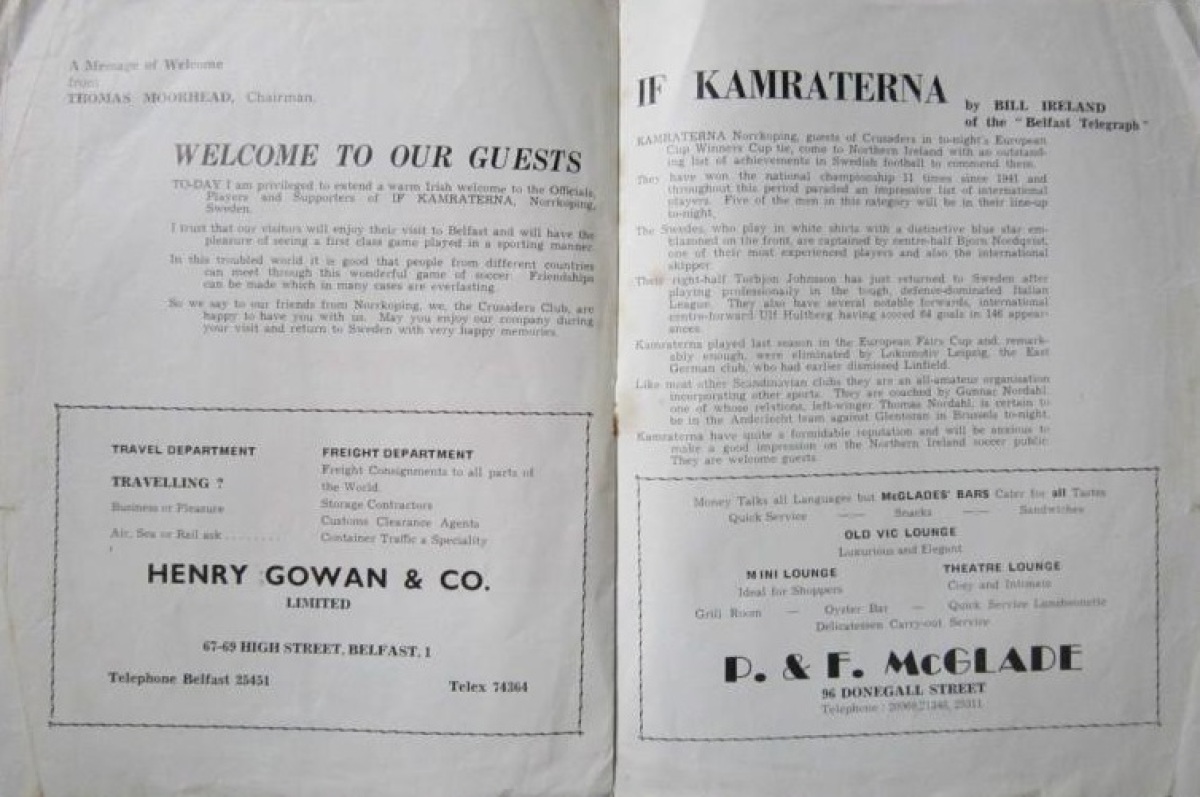 A Message of Welcome
from
THOMAS MOORHEAD, Chairman.
WELCOME TO OUR GUESTS
TO-DAY I am privileged to extend a warm Irish welcome to the Officials,
Players and Supporters of IF KAMRATERNA, Norrkoping,
Sweden.
I trust that our visitors will enjoy their visit to Belfast and will have the
pleasure of seeing a first class game played in a sporting manner.
In this troubled world it is good that people from different countries
can meet through this wonderful game of soccer. Friendships
can be made which in many cases are everlasting.
So we say to our friends from Norrkoping, we, the Crusaders Club, are
happy to have you with us. May you enjoy our company during
your visit and return to Sweden with very happy memories.
TRAVEL DEPARTMENT
TRAVELLING ?
Business or Pleasure
Air, Sea or Rail ask ........
FREIGHT DEPARTMENT
Freight Consignments to all parts of
the World.
Storage Contractors
Customs Clearance Agents
Container Traffic a Speciality
HENRY GOWAN & CO.
LIMITED
67-69 HIGH STREET, BELFAST, 1
Telephone Belfast 25451
Telex 74364
IF KAMRATERNA
by BILL IRELAND
of the "Belfast Telegraph"
KAMRATERNA Norrkoping, guests of Crusaders in to-night's European
Cup Winners Cup tie, come to Northern Ireland with an outstand-
ing list of achievements in Swedish football to commend them.
They have won the national championship 11 times since 1941 and
throughout this period paraded an impressive list of international
players. Five of the men in this category will be in their line-up
to-night.
The Swedes, who play in white shirts with a distinctive blue star em-
blazoned on the front, are captained by centre-half Bjorn Nordqvist,
one of their most experienced players and also the international
skipper.
Their right-half Torbjon Johnsson has just returned to Sweden after
playing professionally in the tough, defence-dominated Italian
League. They also have several notable forwards, international
centre-forward Ulf Hultberg having scored 64 goals in 146 appear-
ances.
Kamraterna played last season in the European Fairs Cup and, remark-
ably enough, were eliminated by Lokomotiv Leipzig, the East
German club, who had earlier dismissed Linfield.
Like most other Scandinavian clubs they are an all-amateur organisation
incorporating other sports. They are coached by Gunnar Nordahl,
one of whose relations, left-winger Thomas Nordahl, is certain to
be in the Anderlecht team against Glentoran in Brussels to-night.
Kamraterna have quite a formidable reputation and will be anxious to
make a good impression on the Northern Ireland soccer public.
They are welcome guests.
Money Talks all Languages but McGLADES' BARS Cater for all Tastes
Quick Service —— Snacks —— Sandwiches
OLD VIC LOUNGE
Luxurious and Elegant
MINI LOUNGE
Ideal for Shoppers
THEATRE LOUNGE
Cosy and Intimate
Grill Room — Oyster Bar — Quick Service Luncheonette
Delicatessen Carry-out Service
P. & F. McGLADE
96 DONEGALL STREET
Telephone : 21346, 25311